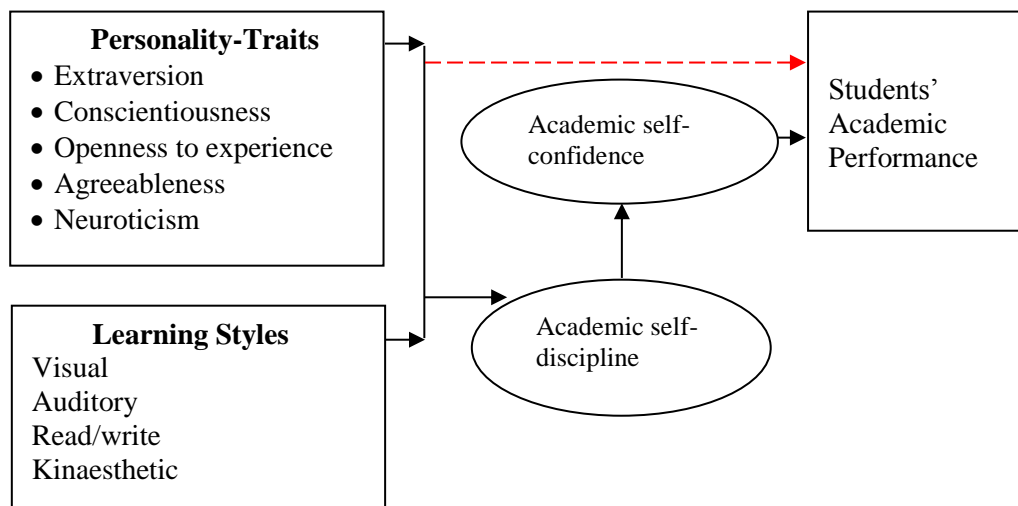 Personality-Traits
• Extraversion
• Conscientiousness
• Openness to experience
• Agreeableness
• Neuroticism
Academic self-
confidence
Students’
Academic
Performance
Learning Styles
Visual
Auditory
Read/write
Kinaesthetic
Academic self-
discipline